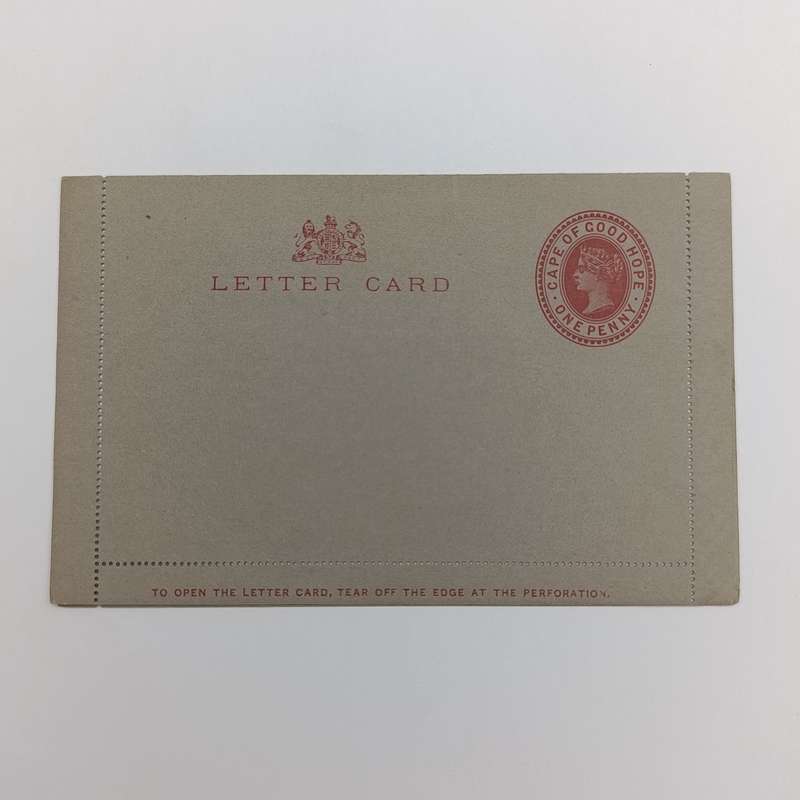 LETTER CARD
CAPE OF GOOD HOPE
ONE PENNY
TO OPEN THE LETTER CARD, TEAR OFF THE EDGE AT THE PERFORATION.